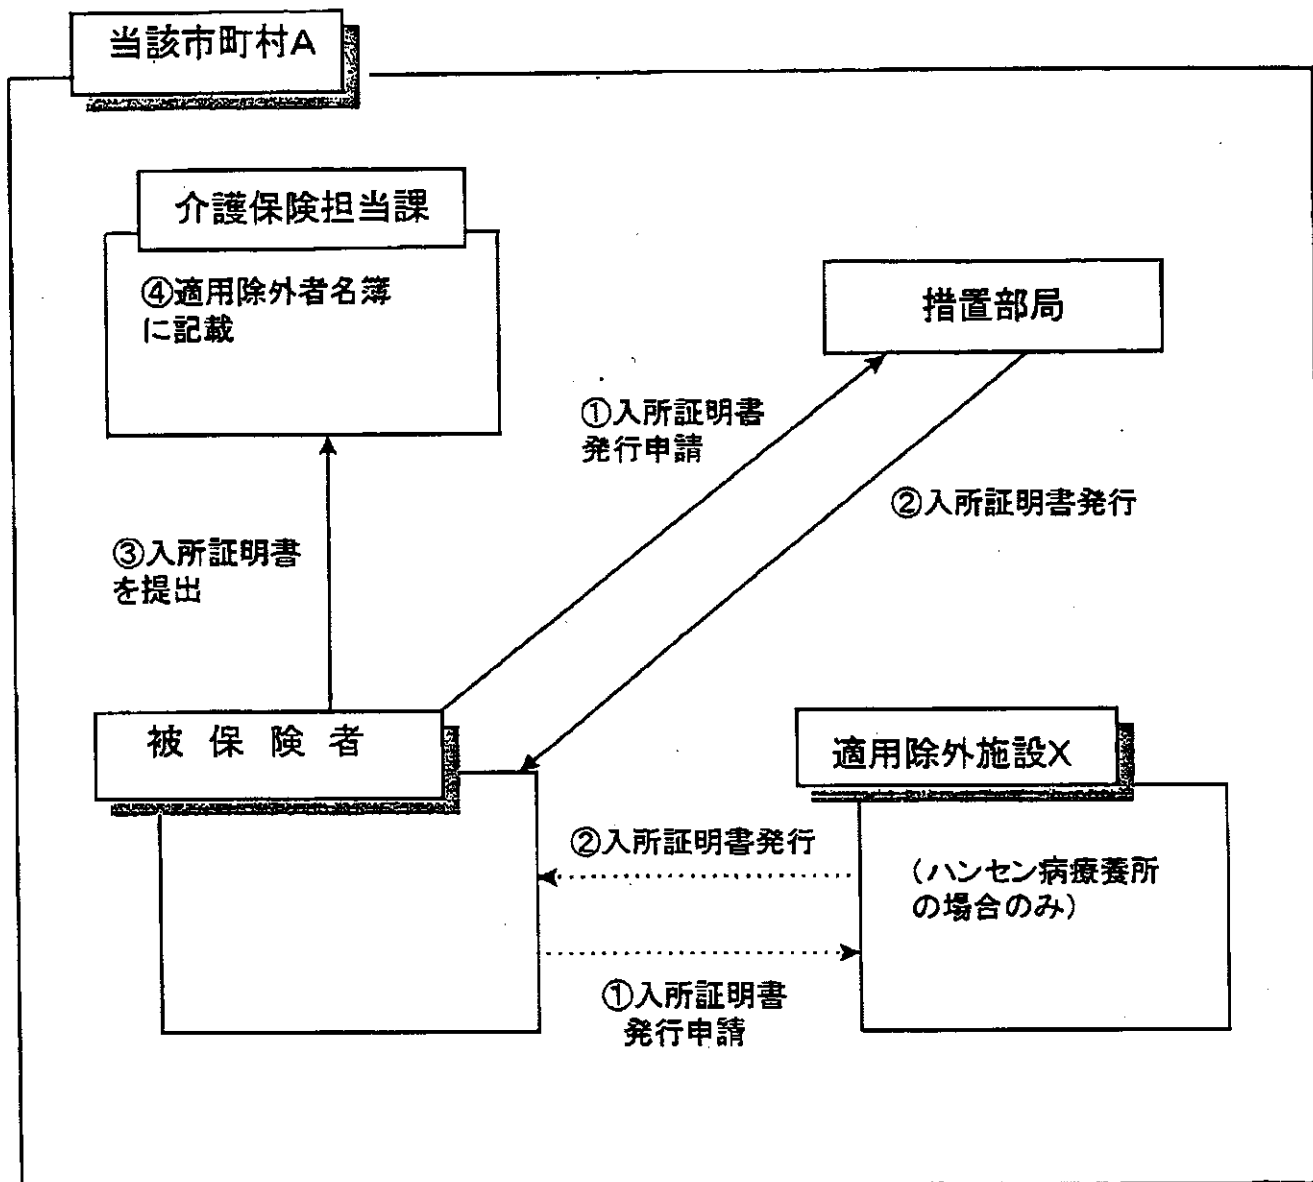 当該市町村A
介護保険担当課
④適用除外者名簿
に記載
措置部局
①入所証明書
発行申請
②入所証明書発行
③入所証明書
を提出
被保険者
適用除外施設X
②入所証明書発行
(ハンセン病療養所
の場合のみ)
①入所証明書
発行申請